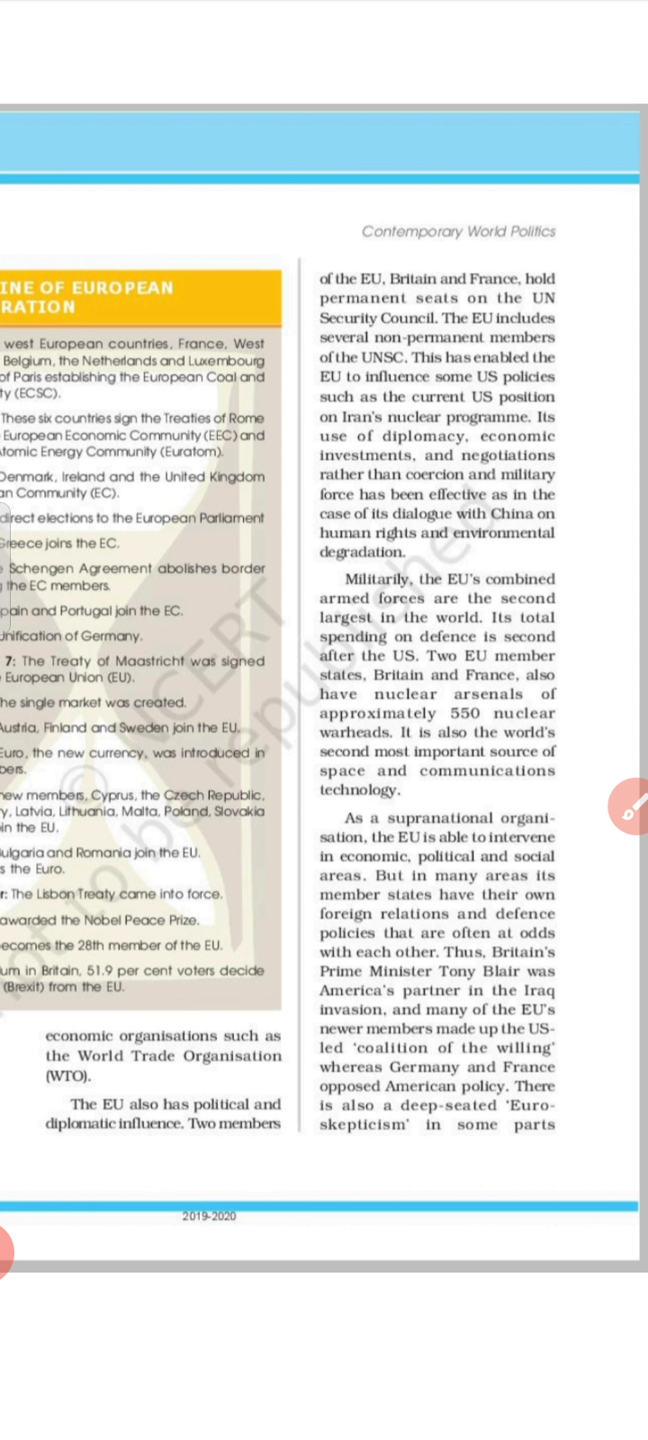 Contemporary World Politics
INE OF EUROPEAN
RATION
west European countries, France, West
Belgium, the Netherlands and Luxembourg
of Paris establishing the European Coal and
ty (ECSC).
These six countries sign the Treaties of Rome
European Economic Community (EEC) and
tomic Energy Community (Euratom).
Denmark, Ireland and the United Kingdom
an Community (EC).
direct elections to the European Parliament
Greece joins the EC.
Schengen Agreement abolishes border
the EC members.
pain and Portugal join the EC.
Unification of Germany.
7: The Treaty of Maastricht was signed
European Union (EU).
he single market was created.
Austria, Finland and Sweden join the EU.
Euro, the new currency, was introduced in
bers.
new members, Cyprus, the Czech Republic,
y, Latvia, Lithuania, Malta, Poland, Slovakia
in the EU.
ulgaria and Romania join the EU.
s the Euro.
r: The Lisbon Treaty came into force.
awarded the Nobel Peace Prize.
ecomes the 28th member of the EU.
um in Britain, 51.9 per cent voters decide
(Brexit) from the EU.
economic organisations such as
the World Trade Organisation
(WTO).
The EU also has political and
diplomatic influence. Two members
of the EU, Britain and France, hold
permanent seats on the UN
Security Council. The EU includes
several non-permanent members
of the UNSC. This has enabled the
EU to influence some US policies
such as the current US position
on Iran's nuclear programme. Its
use of diplomacy, economic
investments, and negotiations
rather than coercion and military
force has been effective as in the
case of its dialogue with China on
human rights and environmental
degradation.
Militarily, the EU's combined
armed forces are the second
largest in the world. Its total
spending on defence is second
after the US. Two EU member
states, Britain and France, also
have nuclear arsenals of
approximately 550 nuclear
warheads. It is also the world's
second most important source of
space and communications
technology.
As a supranational organi-
sation, the EU is able to intervene
in economic, political and social
areas. But in many areas its
member states have their own
foreign relations and defence
policies that are often at odds
with each other. Thus, Britain's
Prime Minister Tony Blair was
America's partner in the Iraq
invasion, and many of the EU's
newer members made up the US-
led 'coalition of the willing'
whereas Germany and France
opposed American policy. There
is also a deep-seated 'Euro-
skepticism' in some parts
© NCERT
not to be republished
2019-2020